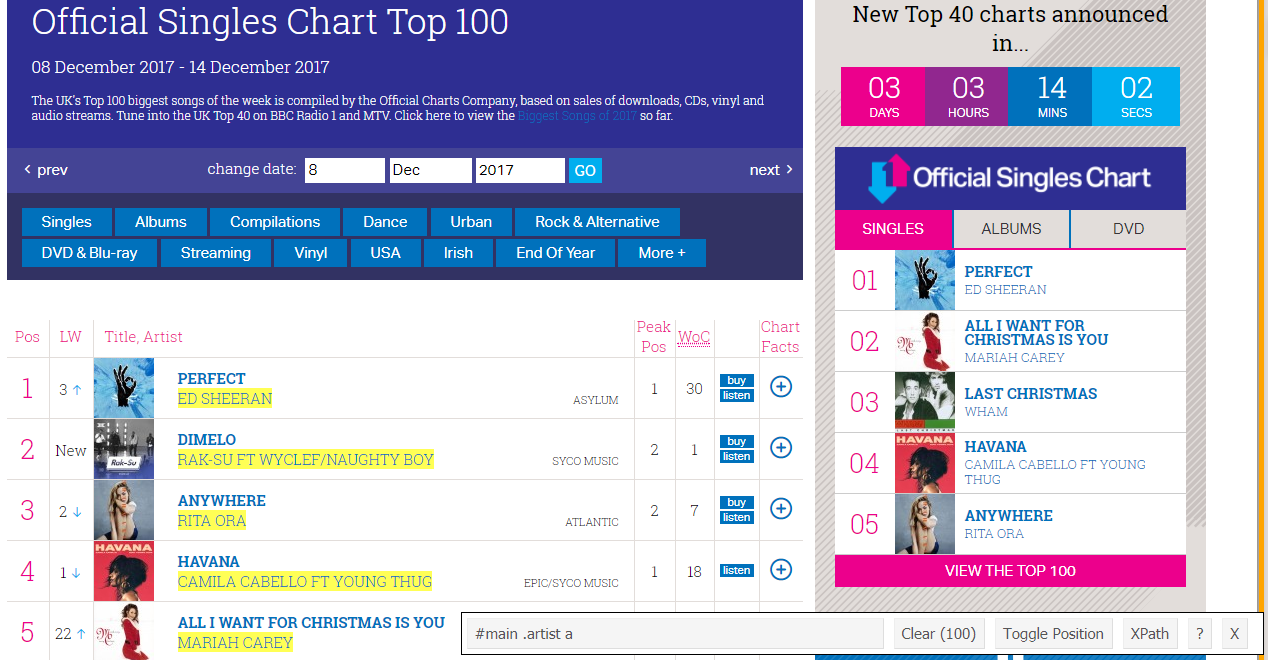 Official Singles Chart Top 100
08 December 2017 - 14 December 2017
The UK's Top 100 biggest songs of the week is compiled by the Official Charts Company, based on sales of downloads, CDs, vinyl and
audio streams. Tune into the UK Top 40 on BBC Radio 1 and MTV. Click here to view the Biggest Songs of 2017 so far.
‹ prev change date: 8 Dec 2017 GO next ›
Singles Albums Compilations Dance Urban Rock & Alternative
DVD & Blu-ray Streaming Vinyl USA Irish End Of Year More +
Pos LW Title, Artist Peak Pos WoC Chart Facts
1 3 ↑ PERFECT
ED SHEERAN ASYLUM 1 30 buy listen
2 New Rak-Su DIMELO
RAK-SU FT WYCLEF/NAUGHTY BOY SYCO MUSIC 2 1 buy listen
3 2 ↓ ANYWHERE
RITA ORA ATLANTIC 2 7 buy listen
4 1 ↓ HAVANA HAVANA
CAMILA CABELLO FT YOUNG THUG EPIC/SYCO MUSIC 1 18 listen
5 22 ↑ ALL I WANT FOR CHRISTMAS IS YOU
MARIAH CAREY
New Top 40 charts announced
in...
03 03 14 02
DAYS HOURS MINS SECS
Official Singles Chart
SINGLES ALBUMS DVD
01 PERFECT
ED SHEERAN
02 ALL I WANT FOR
CHRISTMAS IS YOU
MARIAH CAREY
03 LAST CHRISTMAS
WHAM
04 HAVANA HAVANA
CAMILA CABELLO FT YOUNG
THUG
05 ANYWHERE
RITA ORA
VIEW THE TOP 100
#main .artist a Clear (100) Toggle Position XPath ? X